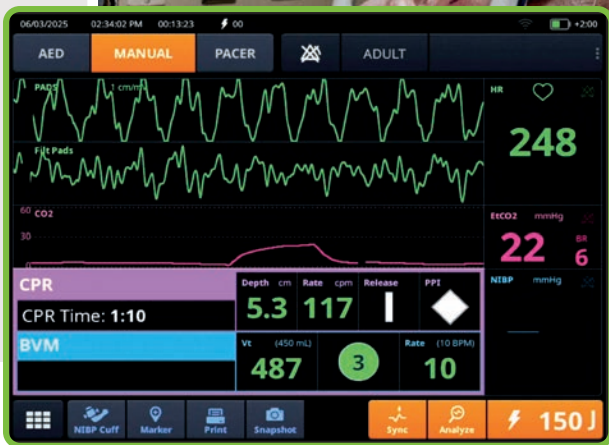 06/03/2025 02:34:02 PM 00:13:23 00 +2:00
AED MANUAL PACER ADULT
PADS 1 cm/mV
HR
248
Filt Pads
60 CO2
30
0
EtCO2 mmHg
22 BR
6
CPR
CPR Time: 1:10
Depth cm Rate cpm Release PPI
5.3 117
NIBP mmHg
BVM
Vt (450 mL) Rate (10 BPM)
487 3 10
NIBP Cuff Marker Print Snapshot Sync Analyze 150 J